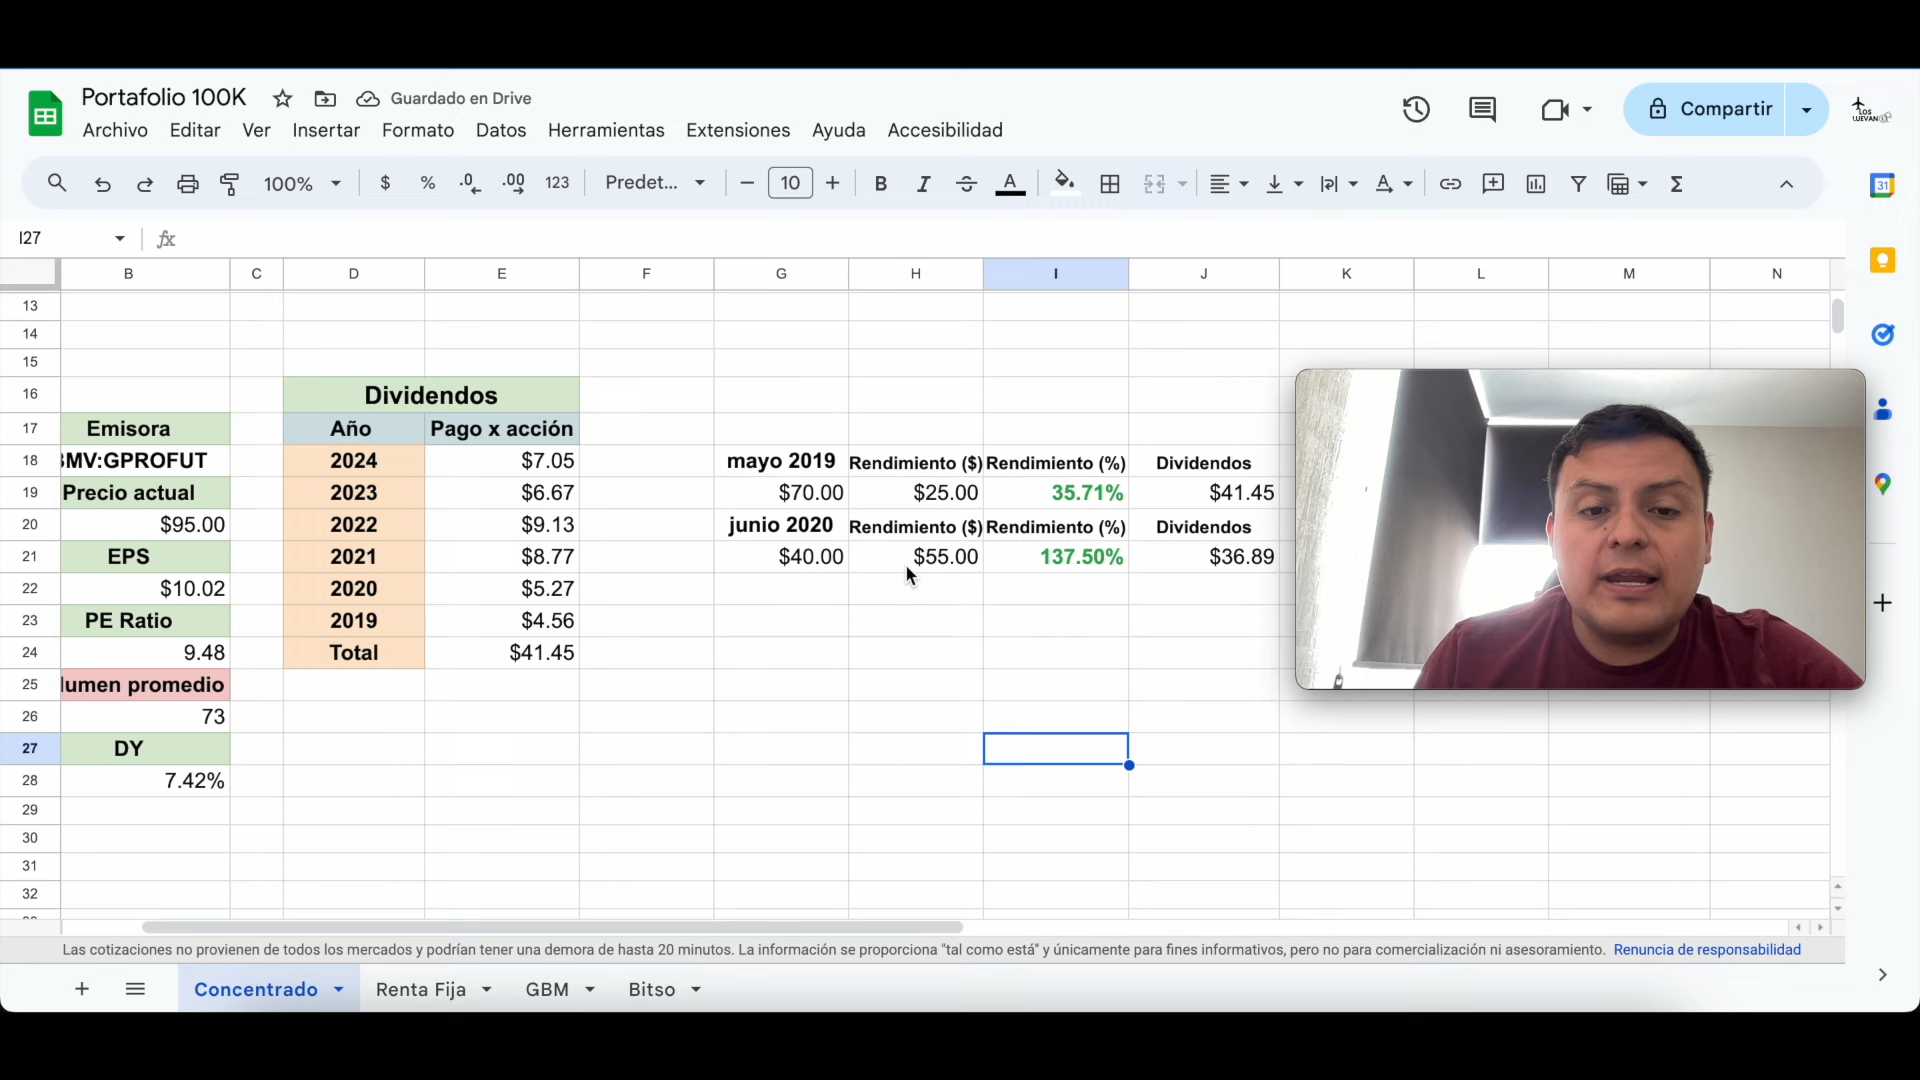 Portafolio 100K
Guardado en Drive
Archivo Editar Ver Insertar Formato Datos Herramientas Extensiones Ayuda Accesibilidad
Compartir
LOS
100% $ % .0 .00 123 Predet... 10 B I A Σ
31
I27 fx
B C D E F G H I J K L M N
13
14
15
16 Dividendos
17 Emisora Año Pago x acción
18 MV:GPROFUT 2024 $7.05 mayo 2019 Rendimiento ($) Rendimiento (%) Dividendos
19 Precio actual 2023 $6.67 $70.00 $25.00 35.71% $41.45
20 $95.00 2022 $9.13 junio 2020 Rendimiento ($) Rendimiento (%) Dividendos
21 EPS 2021 $8.77 $40.00 $55.00 137.50% $36.89
22 $10.02 2020 $5.27
23 PE Ratio 2019 $4.56
24 9.48 Total $41.45
25 lumen promedio
26 73
27 DY
28 7.42%
29
30
31
32
Las cotizaciones no provienen de todos los mercados y podrían tener una demora de hasta 20 minutos. La información se proporciona "tal como está" y únicamente para fines informativos, pero no para comercialización ni asesoramiento. Renuncia de responsabilidad
Concentrado Renta Fija GBM Bitso